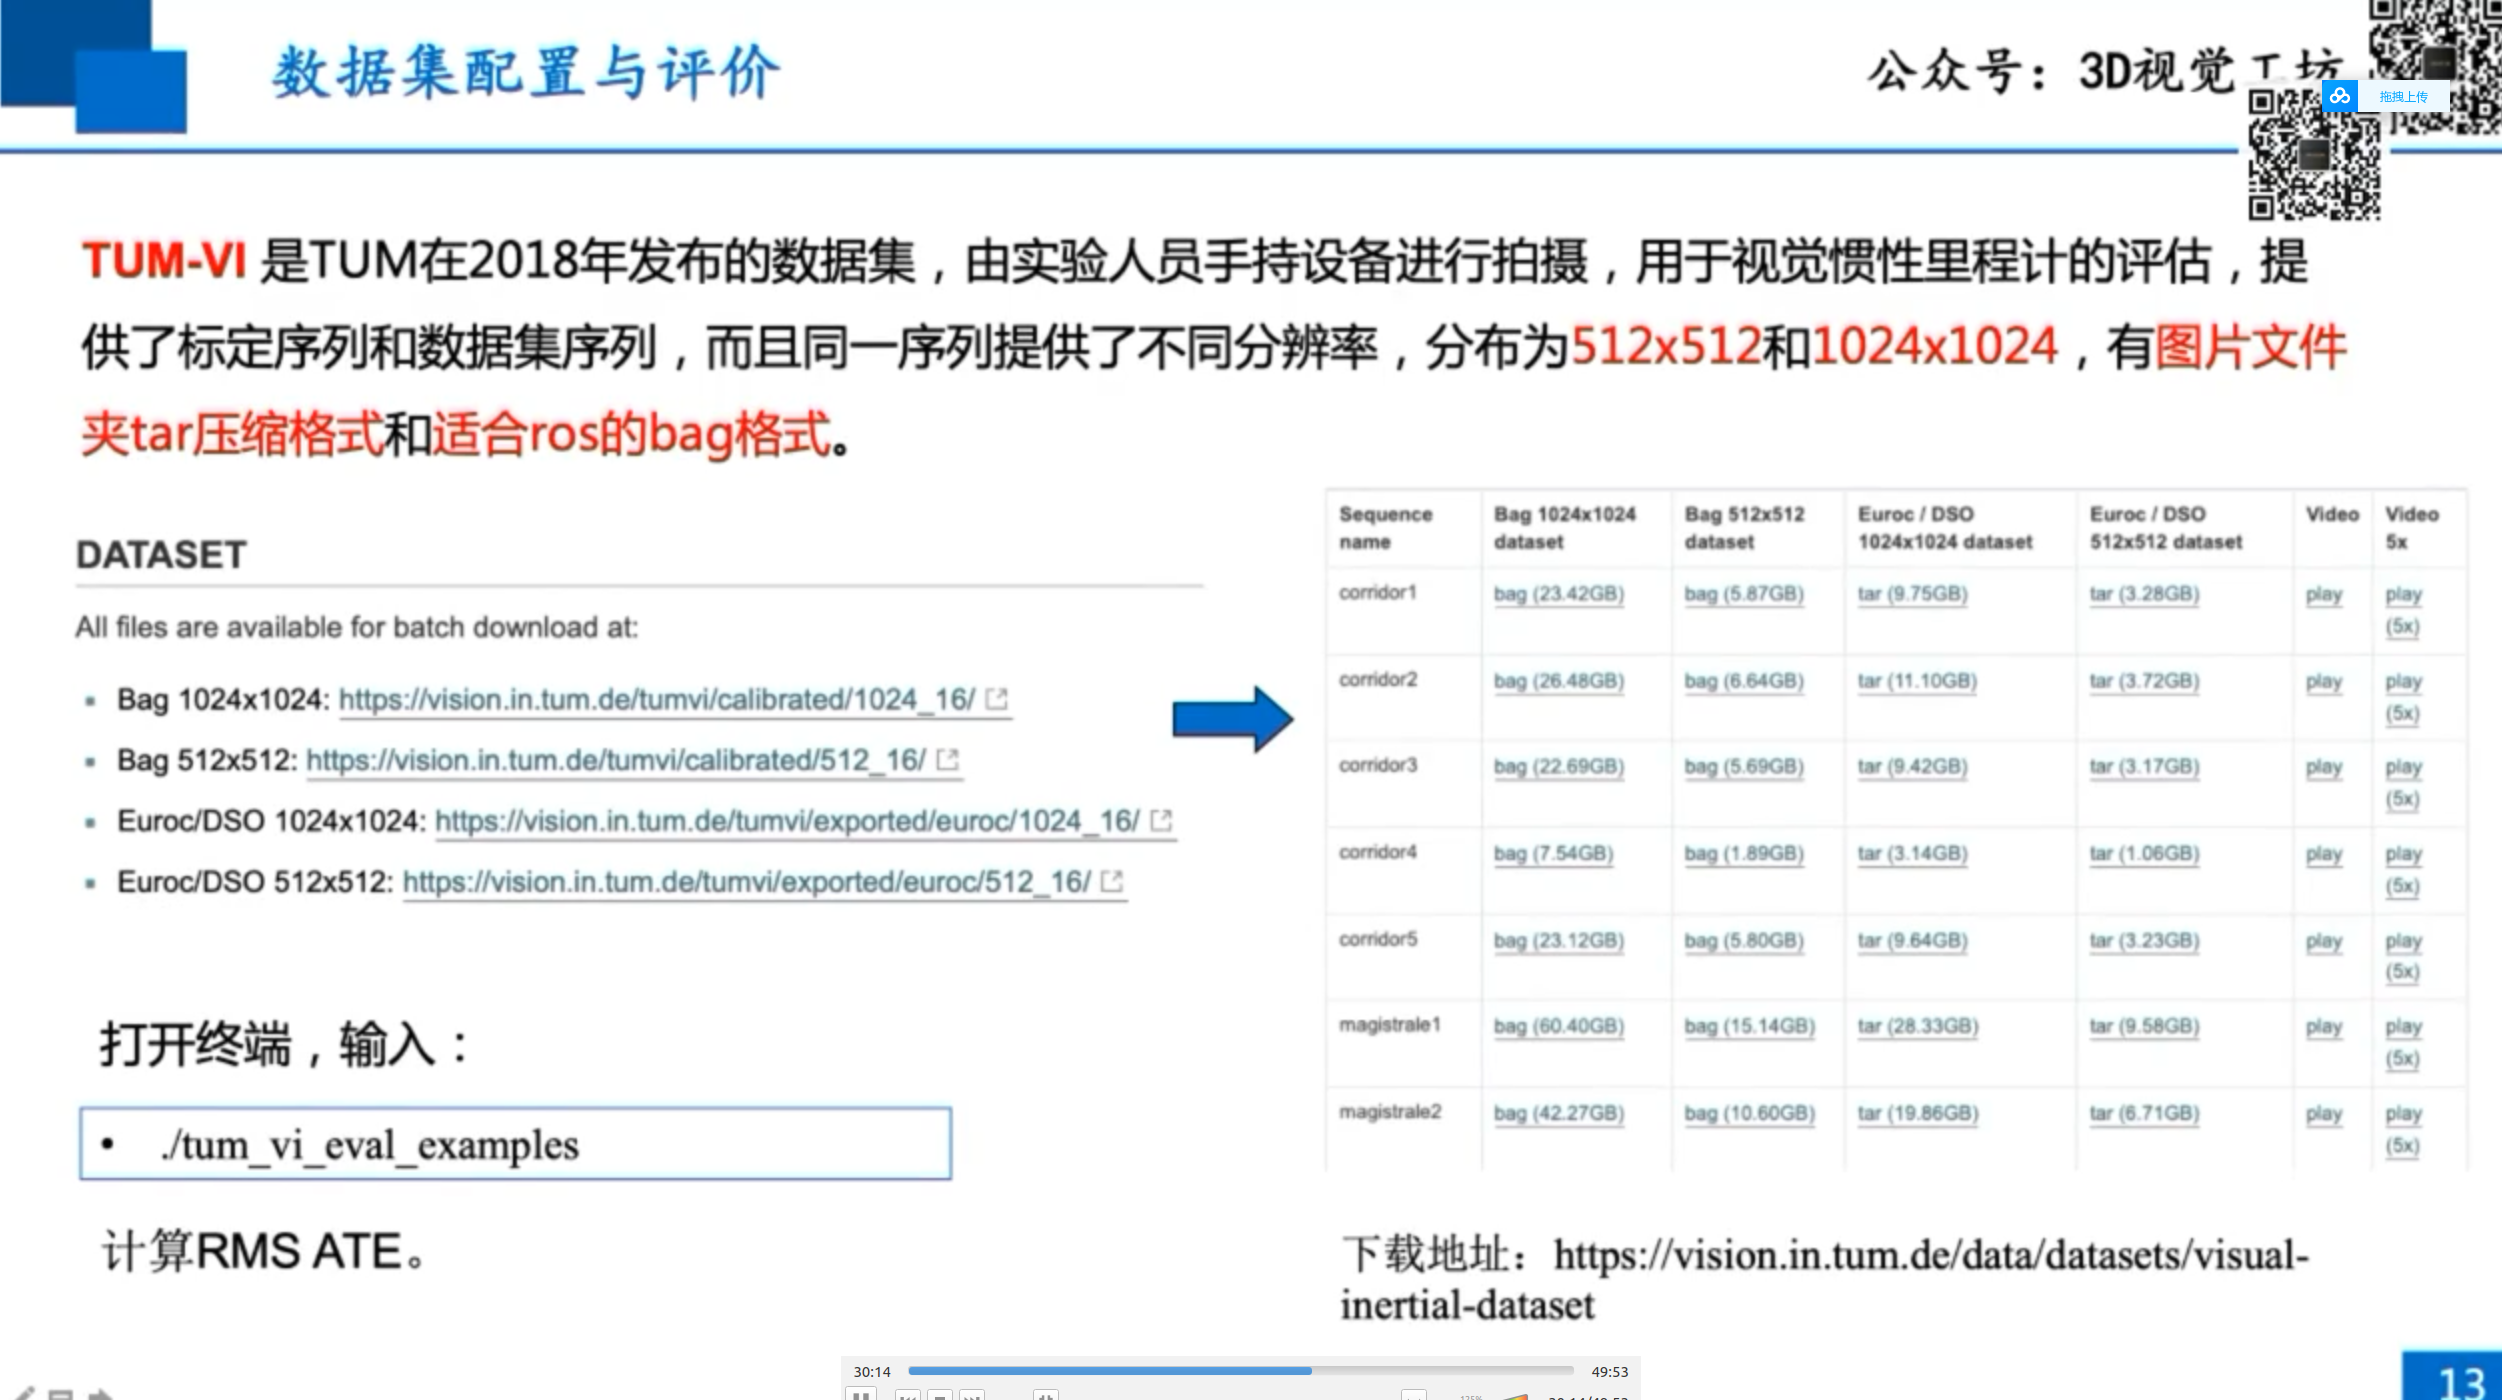 数据集配置与评价
公众号：3D视觉工坊
拖拽上传
TUM-VI 是TUM在2018年发布的数据集，由实验人员手持设备进行拍摄，用于视觉惯性里程计的评估，提
供了标定序列和数据集序列，而且同一序列提供了不同分辨率，分布为512x512和1024x1024，有图片文件
夹tar压缩格式和适合ros的bag格式。
DATASET
All files are available for batch download at:
▪ Bag 1024x1024: https://vision.in.tum.de/tumvi/calibrated/1024_16/
▪ Bag 512x512: https://vision.in.tum.de/tumvi/calibrated/512_16/
▪ Euroc/DSO 1024x1024: https://vision.in.tum.de/tumvi/exported/euroc/1024_16/
▪ Euroc/DSO 512x512: https://vision.in.tum.de/tumvi/exported/euroc/512_16/
打开终端，输入：
• ./tum_vi_eval_examples
计算RMS ATE。
Sequence name Bag 1024x1024 dataset Bag 512x512 dataset Euroc / DSO 1024x1024 dataset Euroc / DSO 512x512 dataset Video Video 5x
corridor1 bag (23.42GB) bag (5.87GB) tar (9.75GB) tar (3.28GB) play play (5x)
corridor2 bag (26.48GB) bag (6.64GB) tar (11.10GB) tar (3.72GB) play play (5x)
corridor3 bag (22.69GB) bag (5.69GB) tar (9.42GB) tar (3.17GB) play play (5x)
corridor4 bag (7.54GB) bag (1.89GB) tar (3.14GB) tar (1.06GB) play play (5x)
corridor5 bag (23.12GB) bag (5.80GB) tar (9.64GB) tar (3.23GB) play play (5x)
magistrale1 bag (60.40GB) bag (15.14GB) tar (28.33GB) tar (9.58GB) play play (5x)
magistrale2 bag (42.27GB) bag (10.60GB) tar (19.86GB) tar (6.71GB) play play (5x)
下载地址：https://vision.in.tum.de/data/datasets/visual-
inertial-dataset
30:14 49:53
13